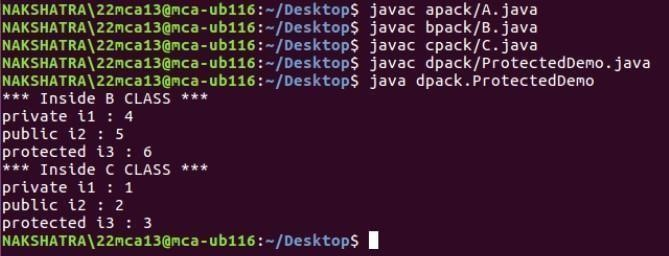 NAKSHATRA\22mca13@mca-ub116:~/Desktop$ javac apack/A.java
NAKSHATRA\22mca13@mca-ub116:~/Desktop$ javac bpack/B.java
NAKSHATRA\22mca13@mca-ub116:~/Desktop$ javac cpack/C.java
NAKSHATRA\22mca13@mca-ub116:~/Desktop$ javac dpack/ProtectedDemo.java
NAKSHATRA\22mca13@mca-ub116:~/Desktop$ java dpack.ProtectedDemo
*** Inside B CLASS ***
private i1 : 4
public i2 : 5
protected i3 : 6
*** Inside C CLASS ***
private i1 : 1
public i2 : 2
protected i3 : 3
NAKSHATRA\22mca13@mca-ub116:~/Desktop$